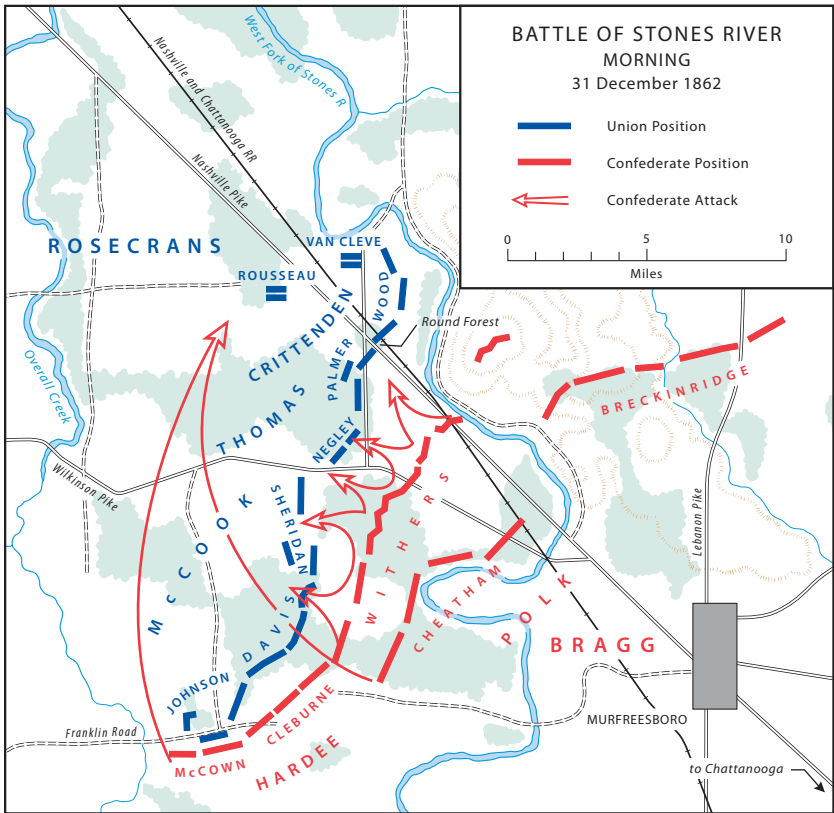 BATTLE OF STONES RIVER
MORNING
31 December 1862
Union Position
Confederate Position
Confederate Attack
0 5 10
Miles
West Fork of Stones R
Nashville and Chattanooga RR
Nashville Pike
ROSECRANS
VAN CLEVE
ROUSSEAU
WOOD
CRITTENDEN
Round Forest
PALMER
Overall Creek
THOMAS
NEGLEY
BRECKINRIDGE
Wilkinson Pike
McCOOK
SHERIDAN
WITHERS
Lebanon Pike
DAVIS
CHEATHAM
POLK
BRAGG
JOHNSON
CLEBURNE
MURFREESBORO
Franklin Road
McCOWN
HARDEE
to Chattanooga